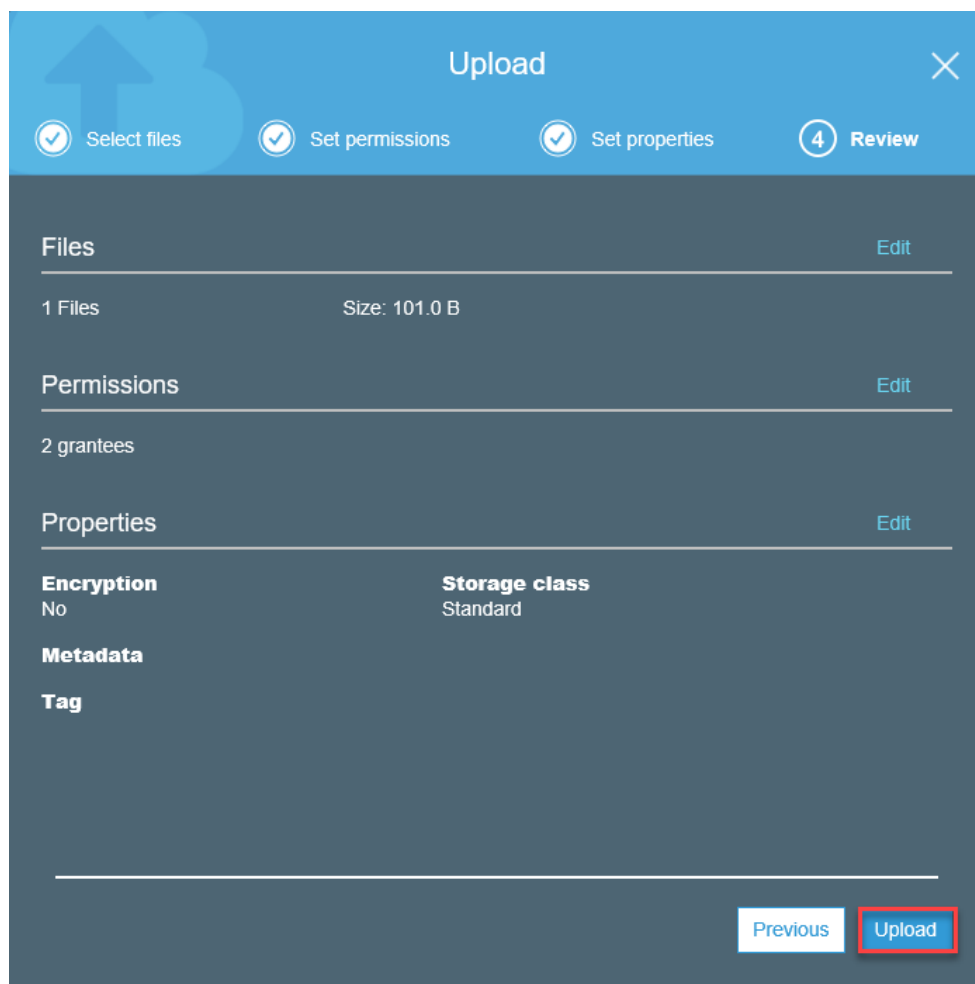 Upload
Select files Set permissions Set properties 4 Review
Files Edit
1 Files Size: 101.0 B
Permissions Edit
2 grantees
Properties Edit
Encryption Storage class
No Standard
Metadata
Tag
Previous Upload